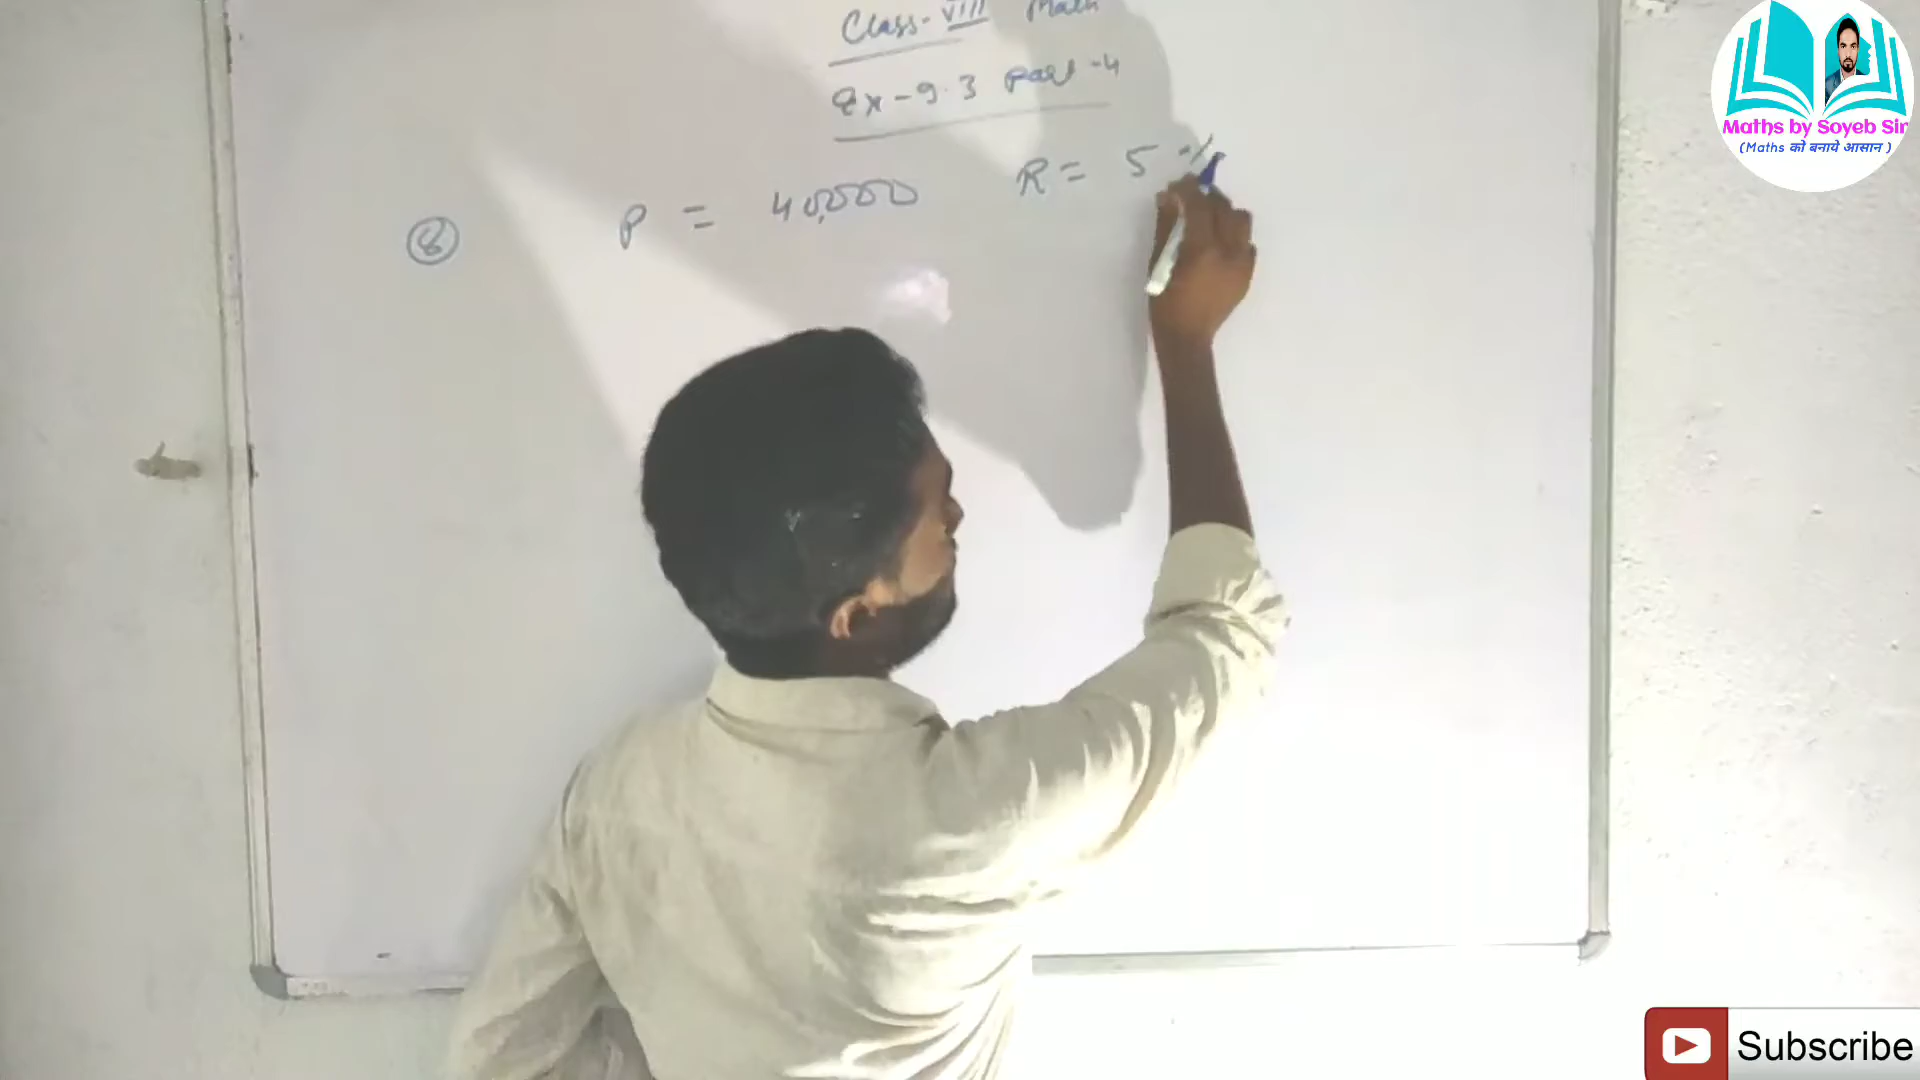 Class-VIII Math
Ex-9.3 Part-4
⑧ P = 40,000 R = 5 %
Maths by Soyeb Sir
(Maths को बनाये आसान )
Subscribe